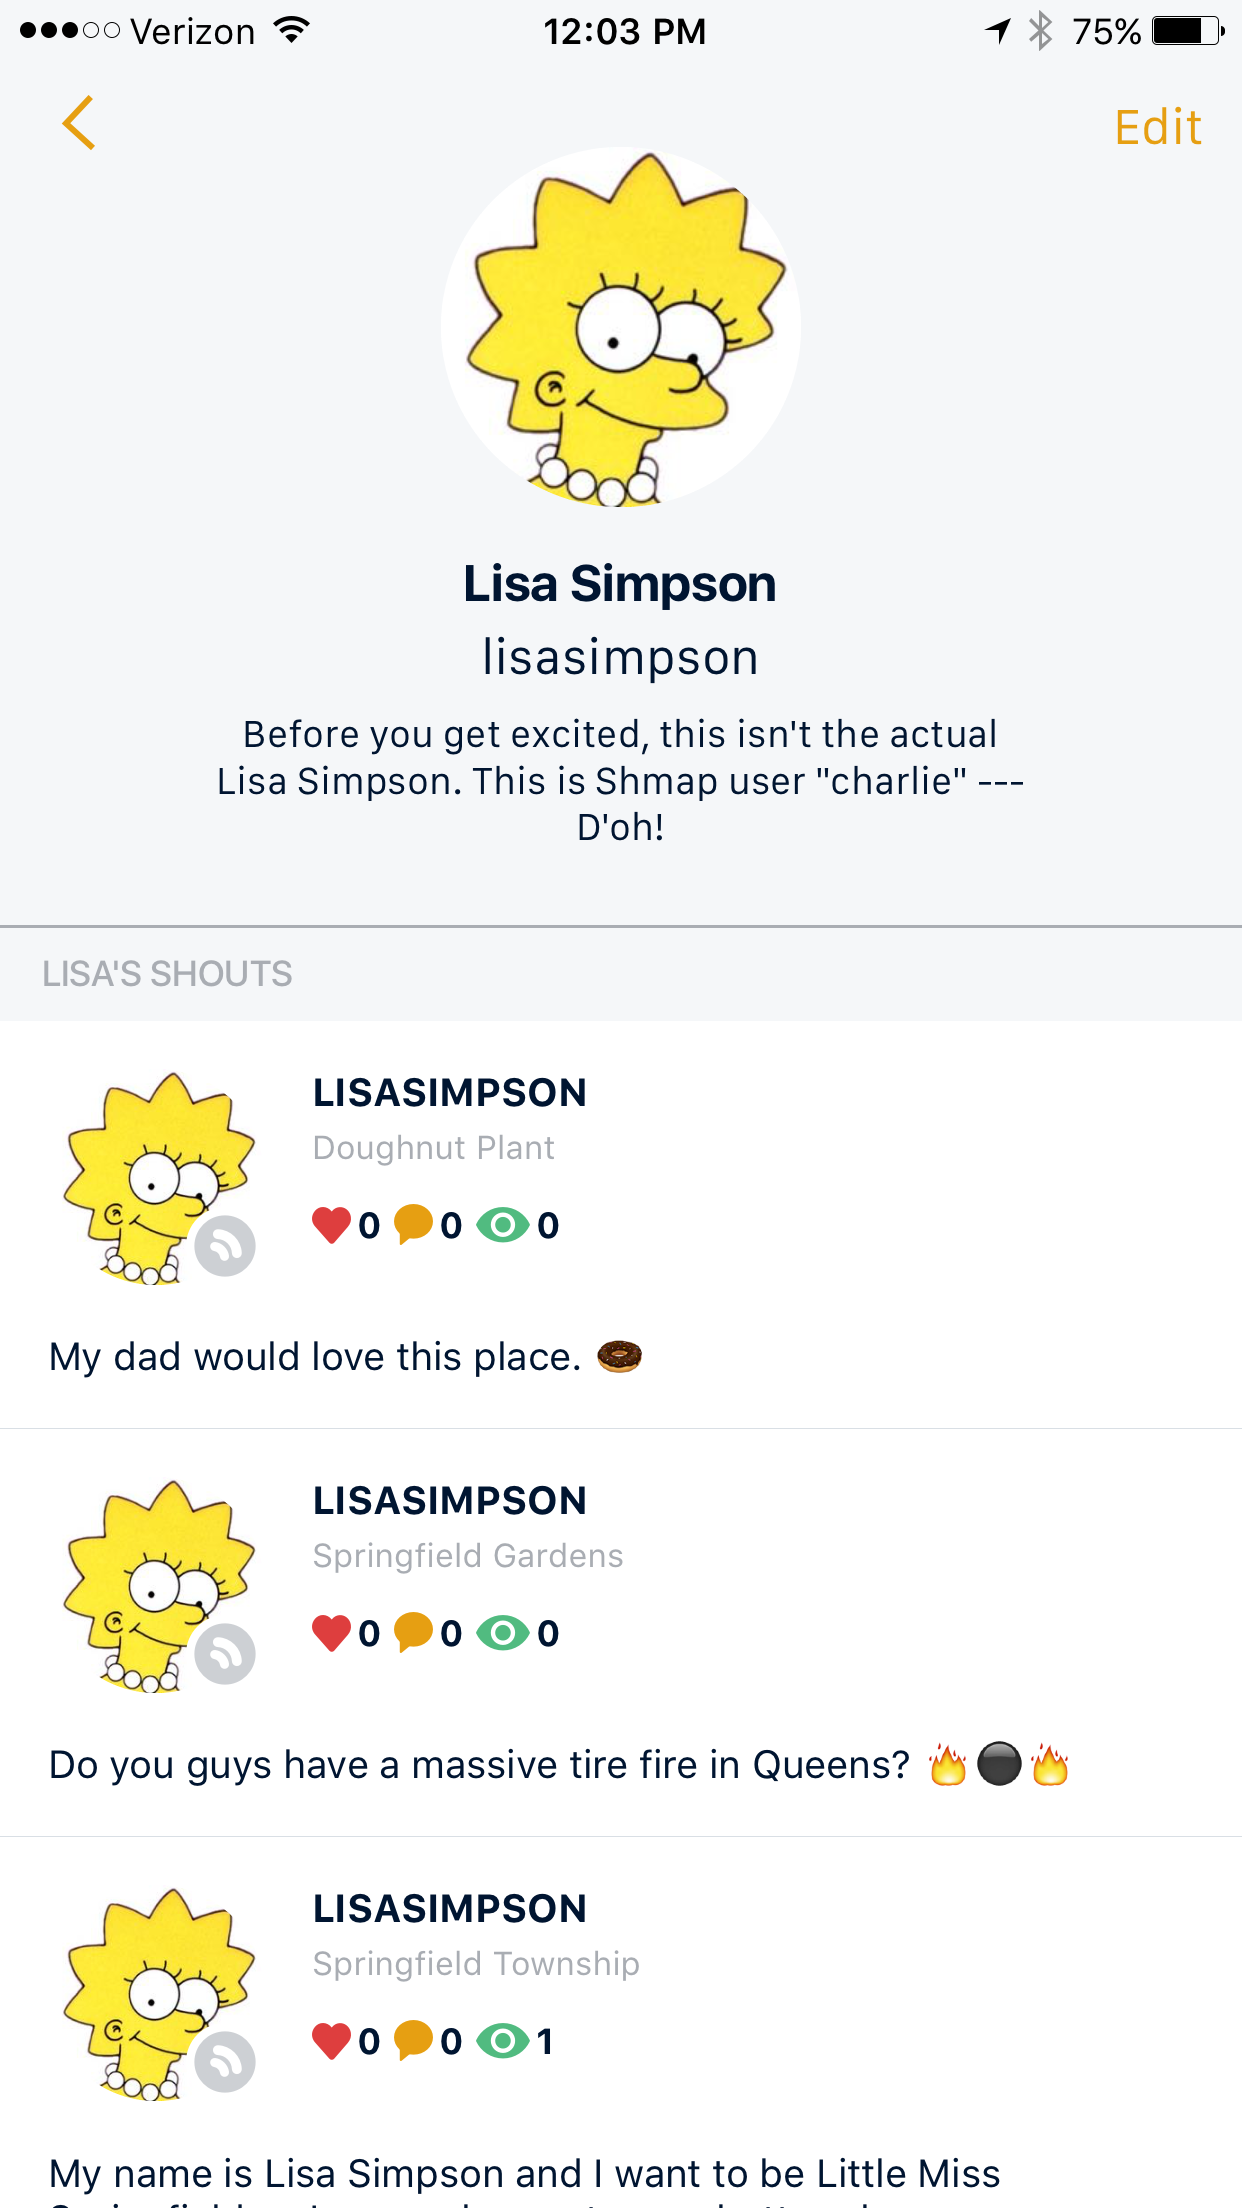 Verizon 12:03 PM 75%
Edit
Lisa Simpson
lisasimpson
Before you get excited, this isn't the actual
Lisa Simpson. This is Shmap user "charlie" ---
D'oh!
LISA'S SHOUTS
LISASIMPSON
Doughnut Plant
0 0 0
My dad would love this place. 🍩
LISASIMPSON
Springfield Gardens
0 0 0
Do you guys have a massive tire fire in Queens? 🔥⚫🔥
LISASIMPSON
Springfield Township
0 0 1
My name is Lisa Simpson and I want to be Little Miss